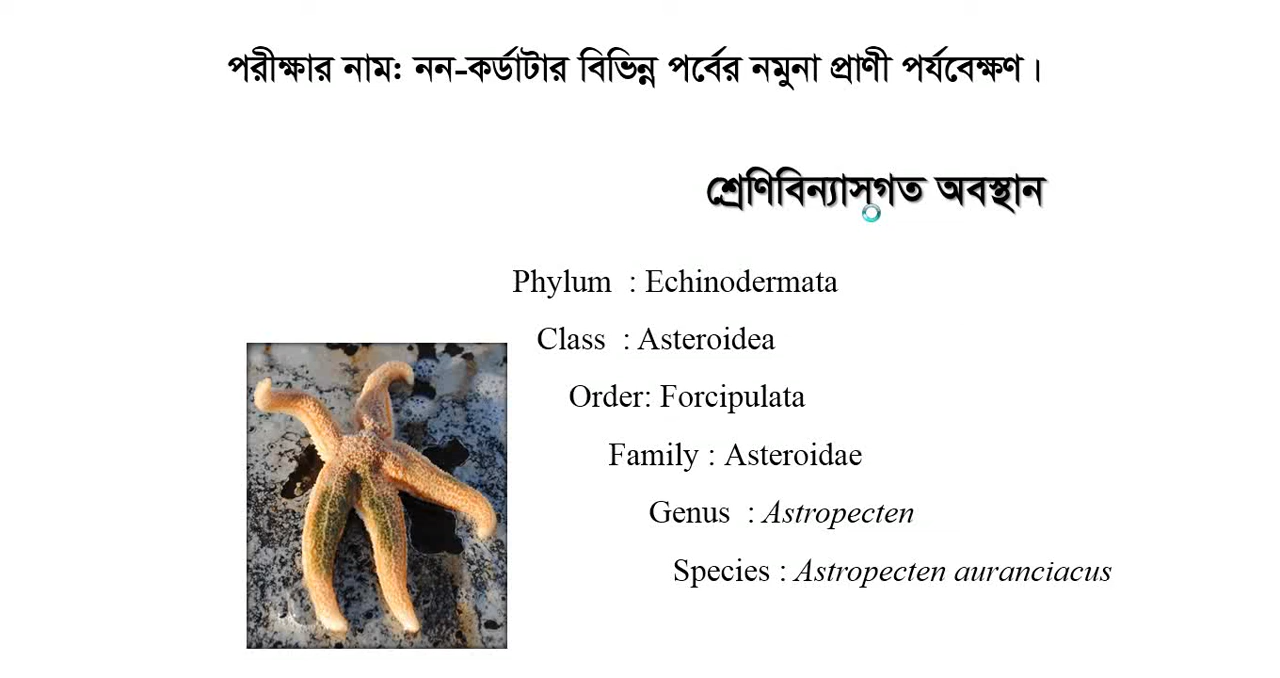 পরীক্ষার নাম: নন-কর্ডাটার বিভিন্ন পর্বের নমুনা প্রাণী পর্যবেক্ষণ।
শ্রেণিবিন্যাসগত অবস্থান
Phylum : Echinodermata
Class : Asteroidea
Order: Forcipulata
Family : Asteroidae
Genus : Astropecten
Species : Astropecten auranciacus